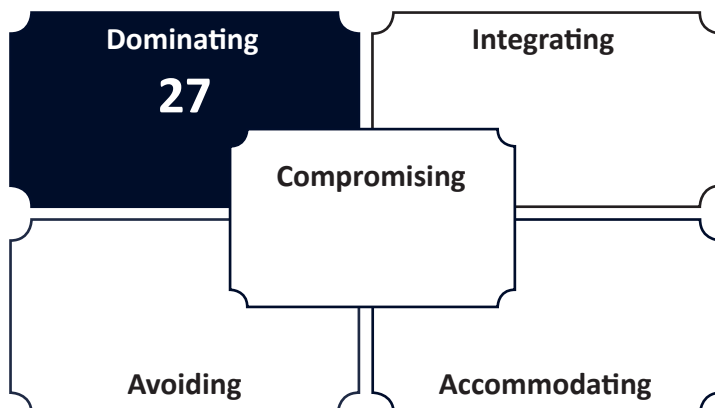 Dominating
27
Integrating
Compromising
Avoiding
Accommodating